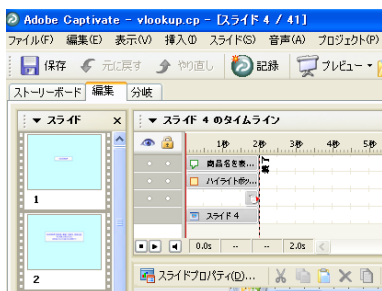 Adobe Captivate - vlookup.cp - [スライド 4 / 41]
ファイル(F) 編集(E) 表示(V) 挿入(I) スライド(S) 音声(A) プロジェクト(P)
保存 元に戻す やり直し 記録 プレビュー
ストーリーボード 編集 分岐
スライド x スライド 4 のタイムライン
1秒 2秒 3秒 4秒 5秒
商品名を表...
ハイライトボッ...
スライド 4
0.0s -- -- 2.0s
1
スライドプロパティ(D)...
2